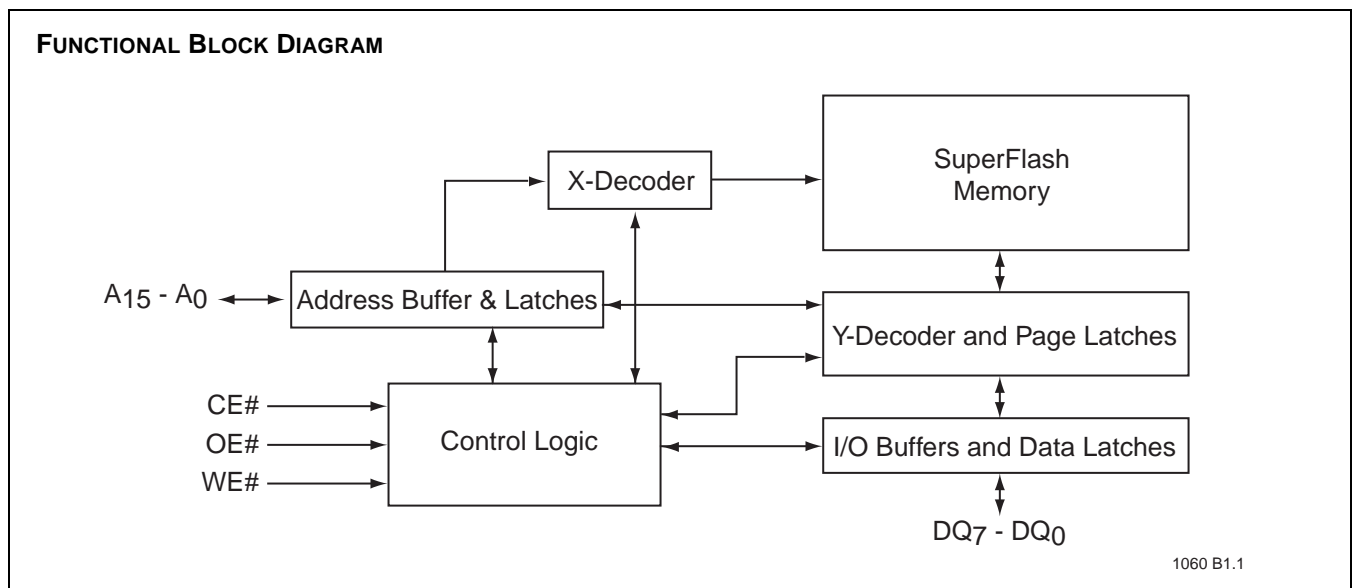 FUNCTIONAL BLOCK DIAGRAM
SuperFlash
Memory
X-Decoder
A15 - A0
Address Buffer & Latches
Y-Decoder and Page Latches
CE#
OE#
WE#
Control Logic
I/O Buffers and Data Latches
DQ7 - DQ0
1060 B1.1